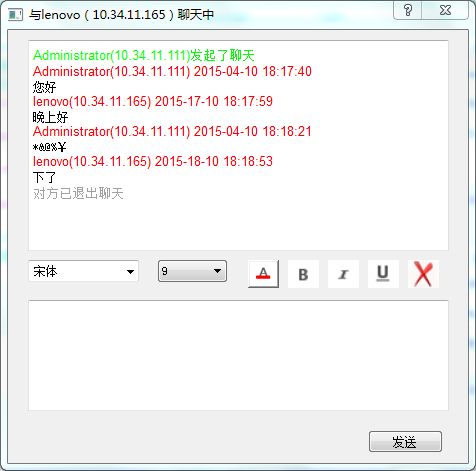 与lenovo（10.34.11.165）聊天中
Administrator(10.34.11.111)发起了聊天
Administrator(10.34.11.111) 2015-04-10 18:17:40
您好
lenovo(10.34.11.165) 2015-17-10 18:17:59
晚上好
Administrator(10.34.11.111) 2015-04-10 18:18:21
*&@%￥
lenovo(10.34.11.165) 2015-18-10 18:18:53
下了
对方已退出聊天
宋体 9 A B I U
发送